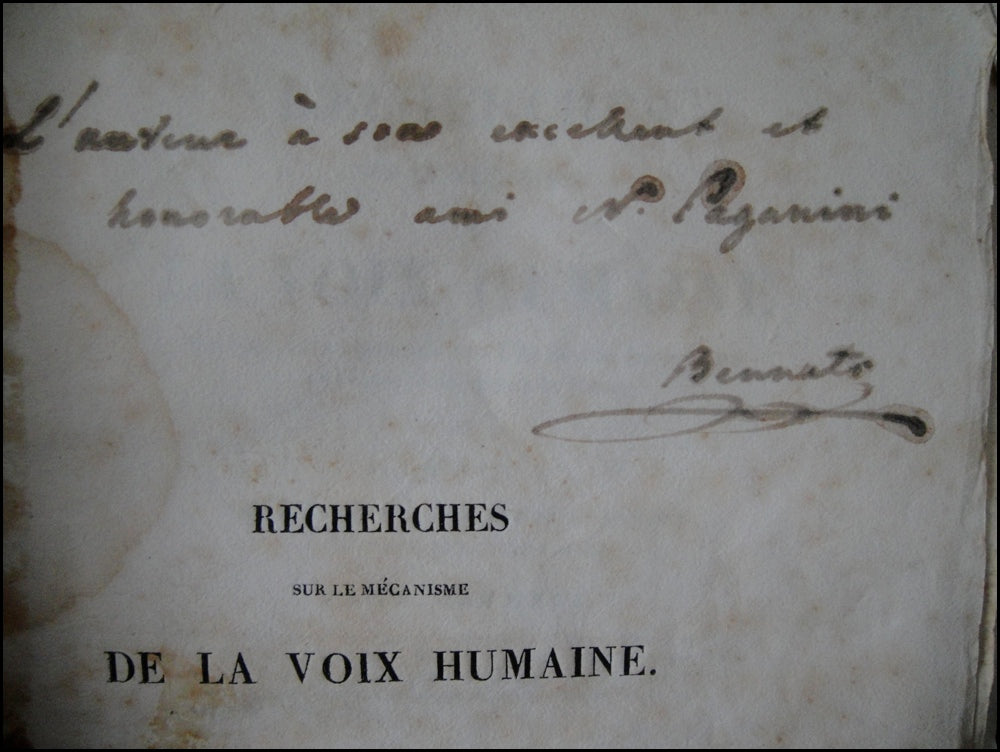 L'auteur à son excellent et
honorable ami N. Paganini
Bennati
RECHERCHES
SUR LE MÉCANISME
DE LA VOIX HUMAINE.